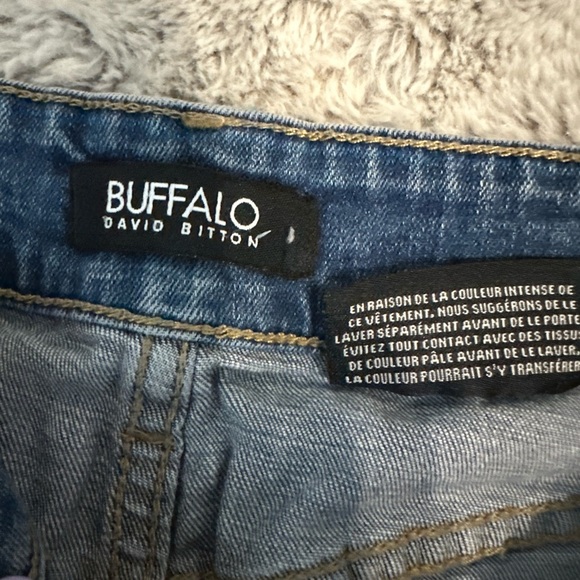 BUFFALO
DAVID BITTON
EN RAISON DE LA COULEUR INTENSE DE
CE VÊTEMENT, NOUS SUGGÉRONS DE LE
LAVER SÉPARÉMENT AVANT DE LE PORTE
ÉVITEZ TOUT CONTACT AVEC DES TISSUS
DE COULEUR PÂLE AVANT DE LE LAVER.
LA COULEUR POURRAIT S'Y TRANSFÉRER